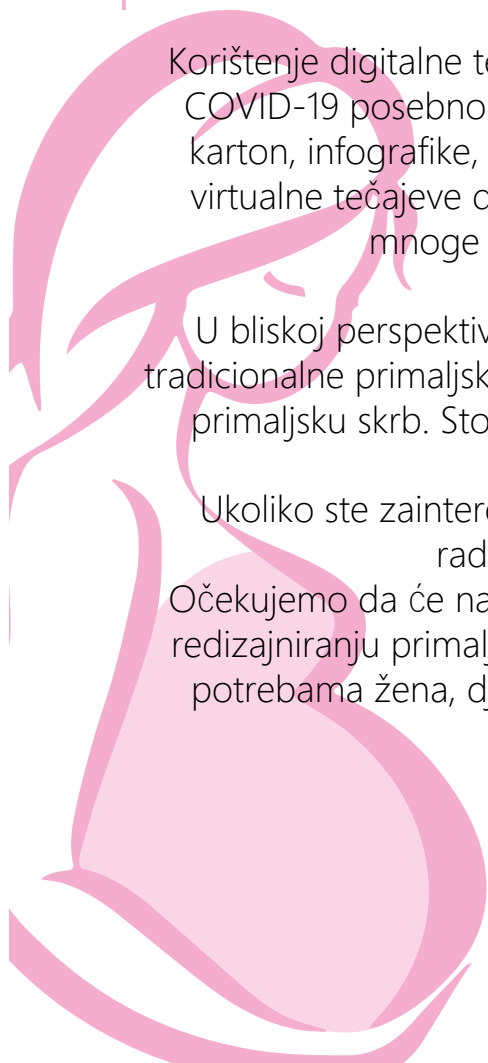 Korištenje digitalne te
COVID-19 posebno
karton, infografike,
virtualne tečajeve o
mnoge
U bliskoj perspektiv
tradicionalne primaljsk
primaljsku skrb. Sto
Ukoliko ste zaintere
rad
Očekujemo da će na
redizajniranju primalj
potrebama žena, dj